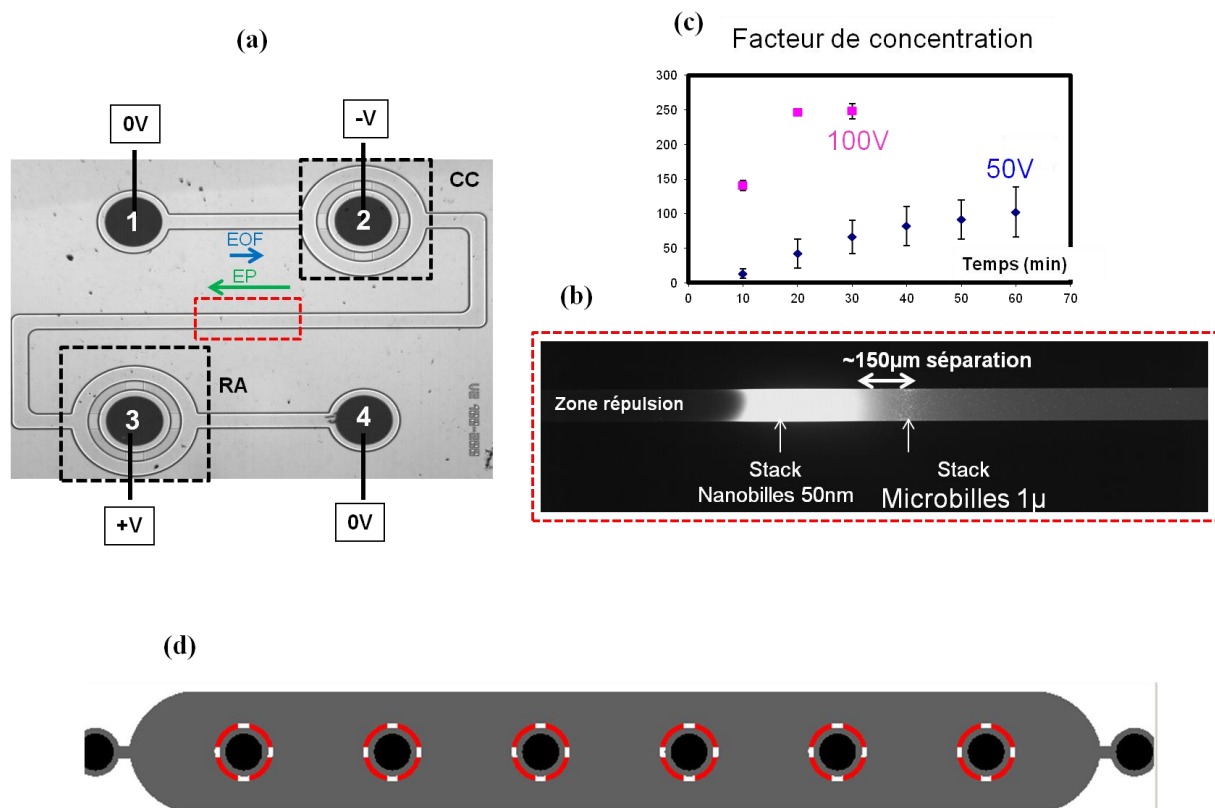 (a)
0V
-V
CC
1
2
EOF
EP
RA
3
4
+V
0V
(c)
Facteur de concentration
300
250
200
150
100
50
0
100V
50V
Temps (min)
0
10
20
30
40
50
60
70
(b)
~150µm séparation
Zone répulsion
Stack
Nanobilles 50nm
Stack
Microbilles 1µ
(d)